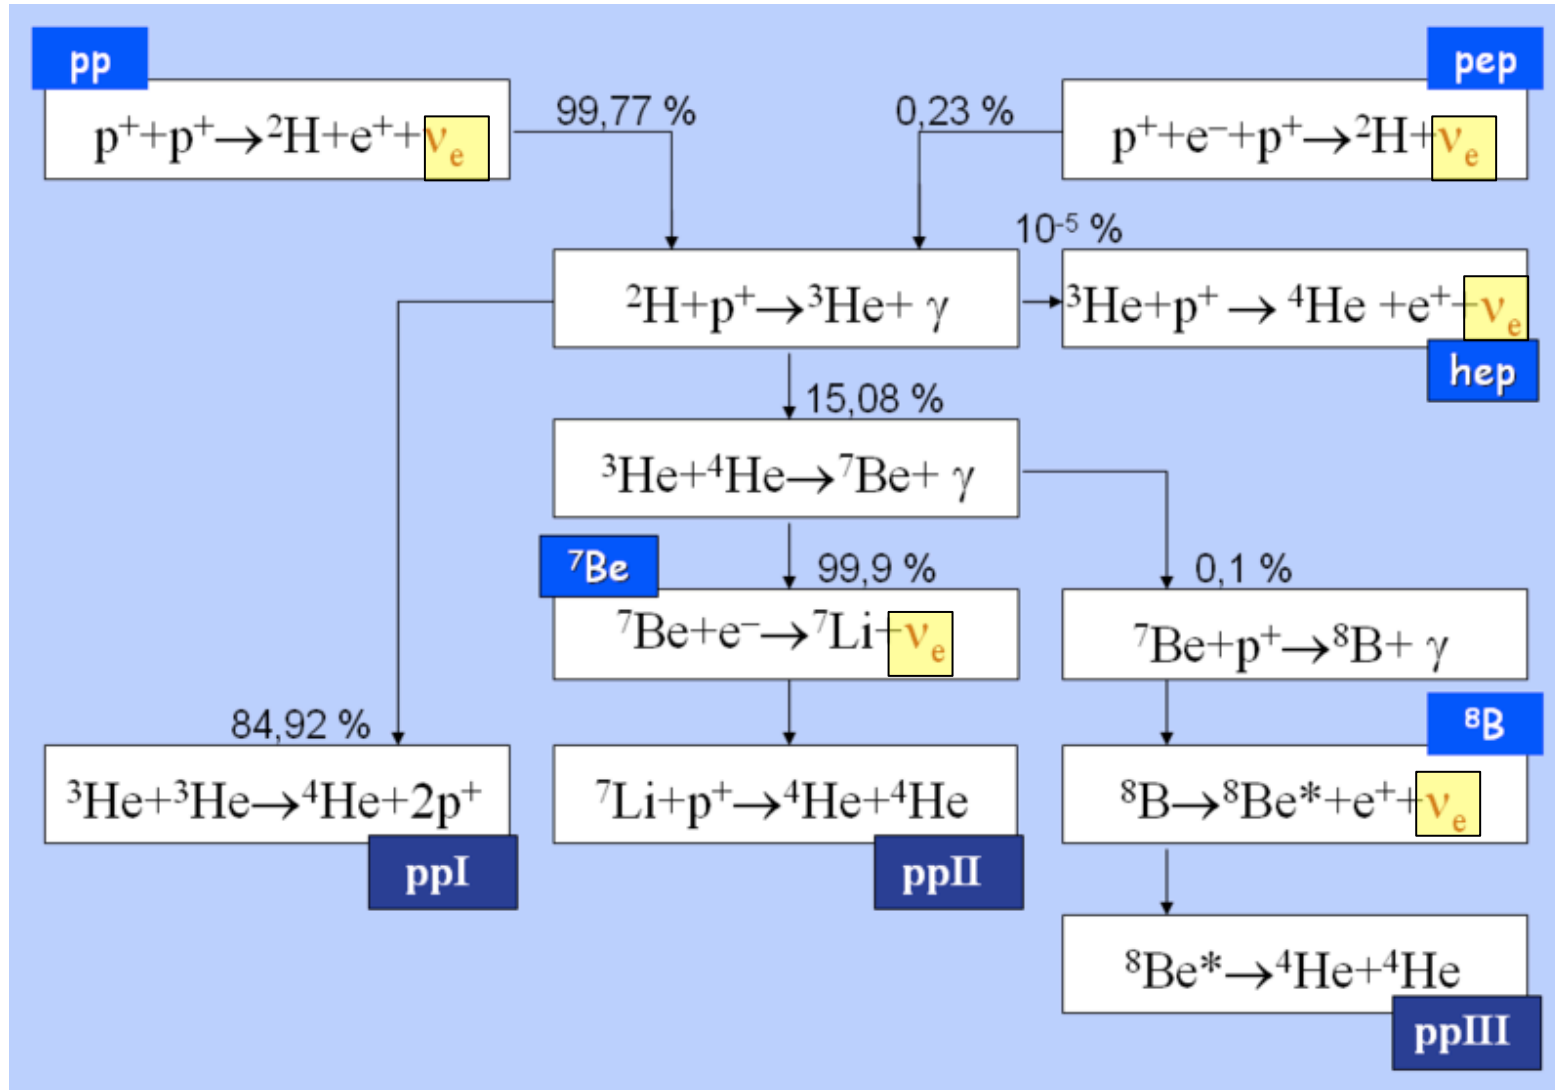 pp
pep
p⁺+p⁺→²H+e⁺+νₑ
99,77 %
0,23 %
p⁺+e⁻+p⁺→²H+νₑ
10⁻⁵ %
²H+p⁺→³He+ γ
³He+p⁺ → ⁴He +e⁺+νₑ
hep
15,08 %
³He+⁴He→⁷Be+ γ
⁷Be
99,9 %
0,1 %
⁷Be+e⁻→⁷Li+νₑ
⁷Be+p⁺→⁸B+ γ
84,92 %
⁸B
³He+³He→⁴He+2p⁺
⁷Li+p⁺→⁴He+⁴He
⁸B→⁸Be*+e⁺+νₑ
ppI
ppII
⁸Be*→⁴He+⁴He
ppIII